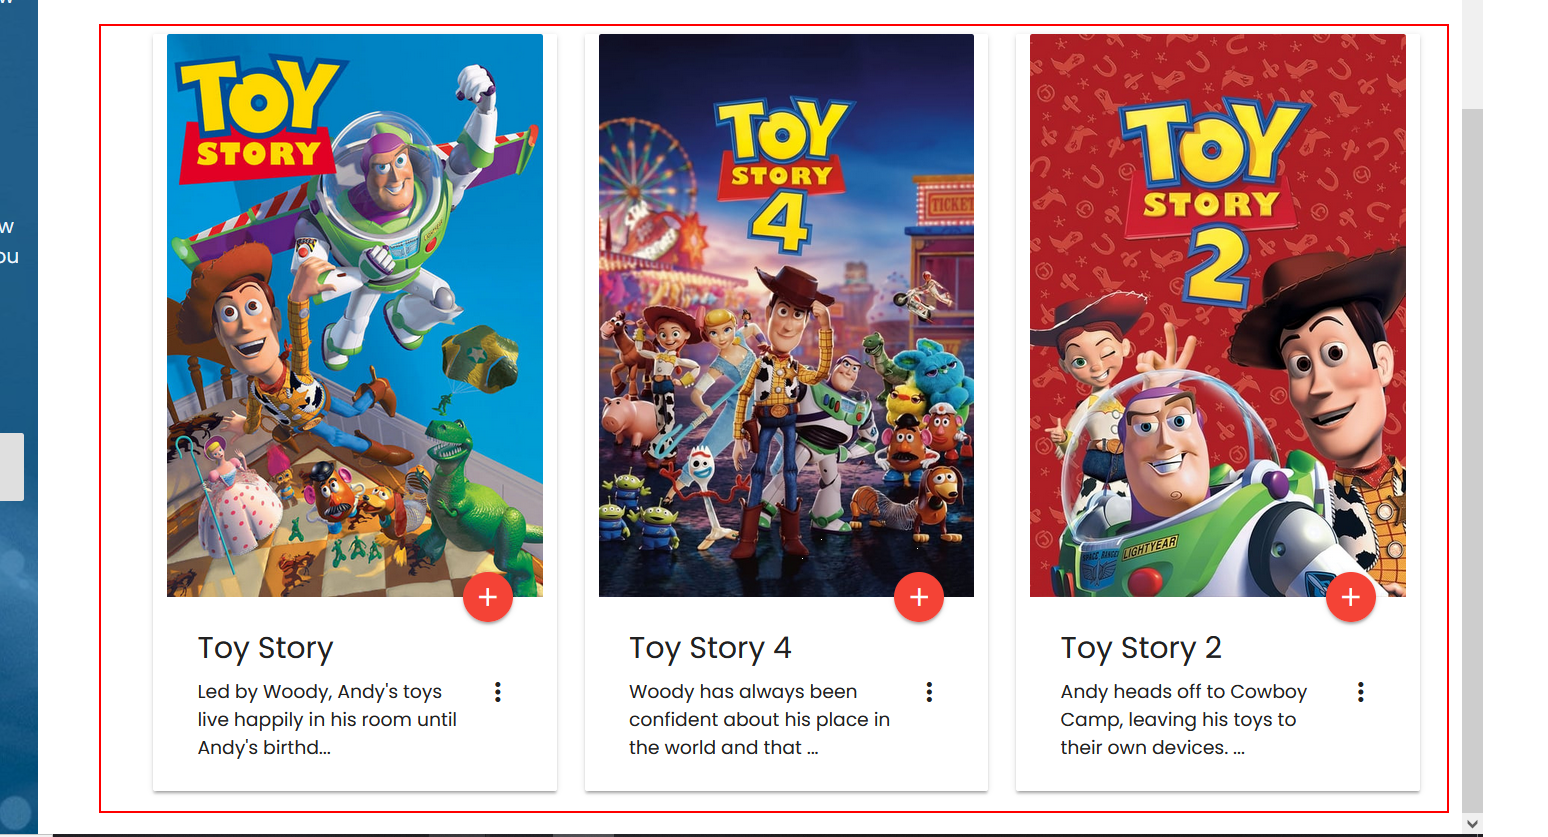 w
w
ou
TOY
STORY
TOY
STORY
4
TICKET
TOY
STORY
2
SPACE RANGER LIGHTYEAR
+
+
+
Toy Story
Led by Woody, Andy's toys
live happily in his room until
Andy's birthd...
Toy Story 4
Woody has always been
confident about his place in
the world and that ...
Toy Story 2
Andy heads off to Cowboy
Camp, leaving his toys to
their own devices. ...